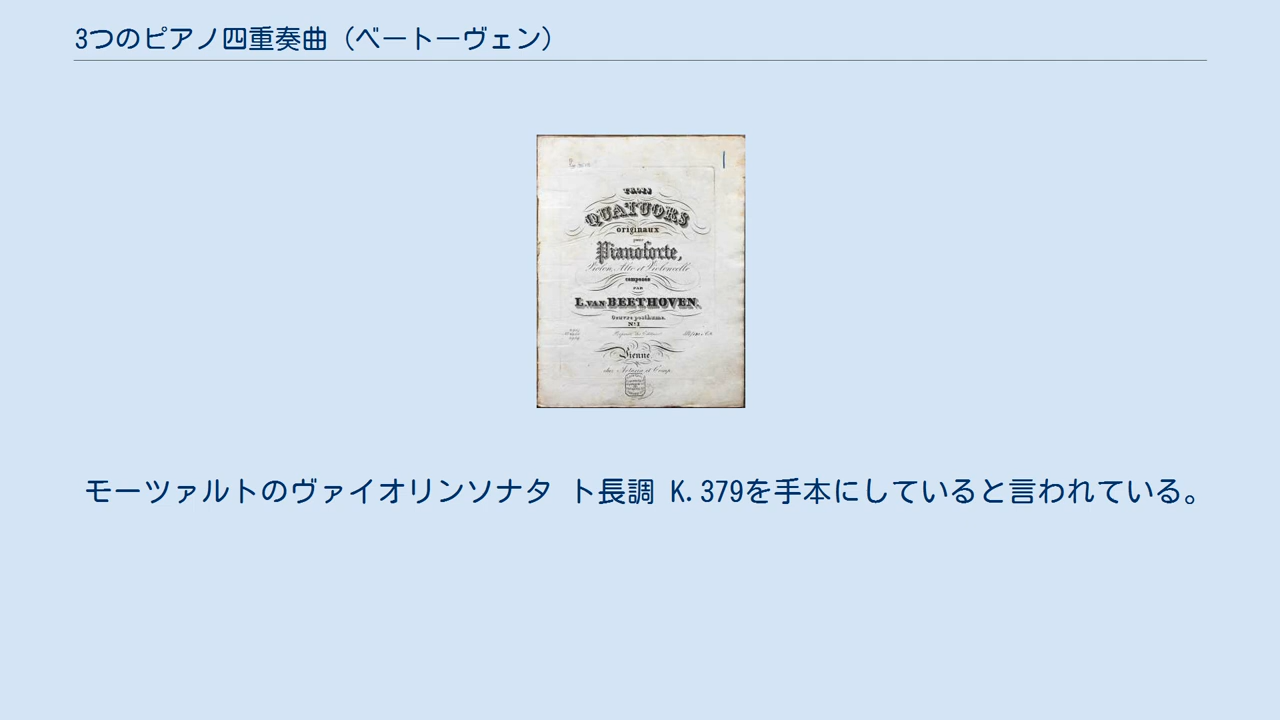 3つのピアノ四重奏曲（ベートーヴェン）
TROIS
QUATUORS
originaux
pour
Pianoforte,
Violon, Alto et Violoncelle
composés
PAR
L. VAN BEETHOVEN.
Oeuvre posthume.
No. I
Vienne
chez Artaria et Comp.
モーツァルトのヴァイオリンソナタ ト長調 K.379を手本にしていると言われている。